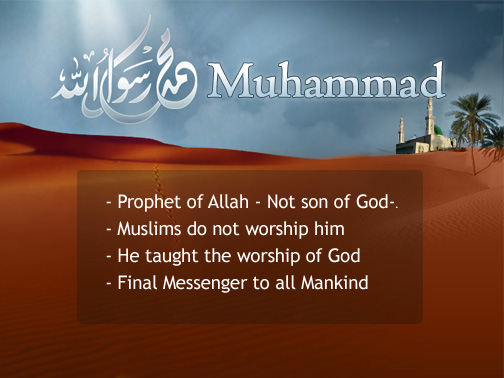 محمد رسول الله Muhammad
- Prophet of Allah - Not son of God-.
- Muslims do not worship him
- He taught the worship of God
- Final Messenger to all Mankind